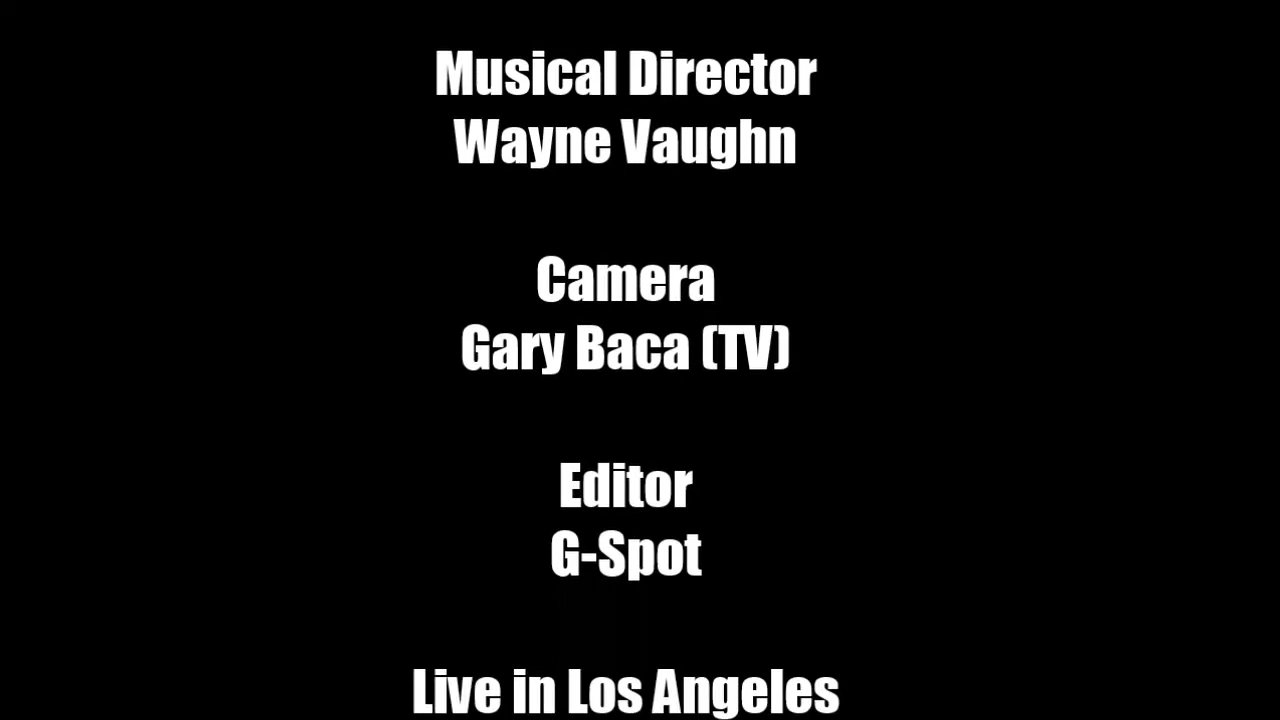 Musical Director
Wayne Vaughn
Camera
Gary Baca (TV)
Editor
G-Spot
Live in Los Angeles